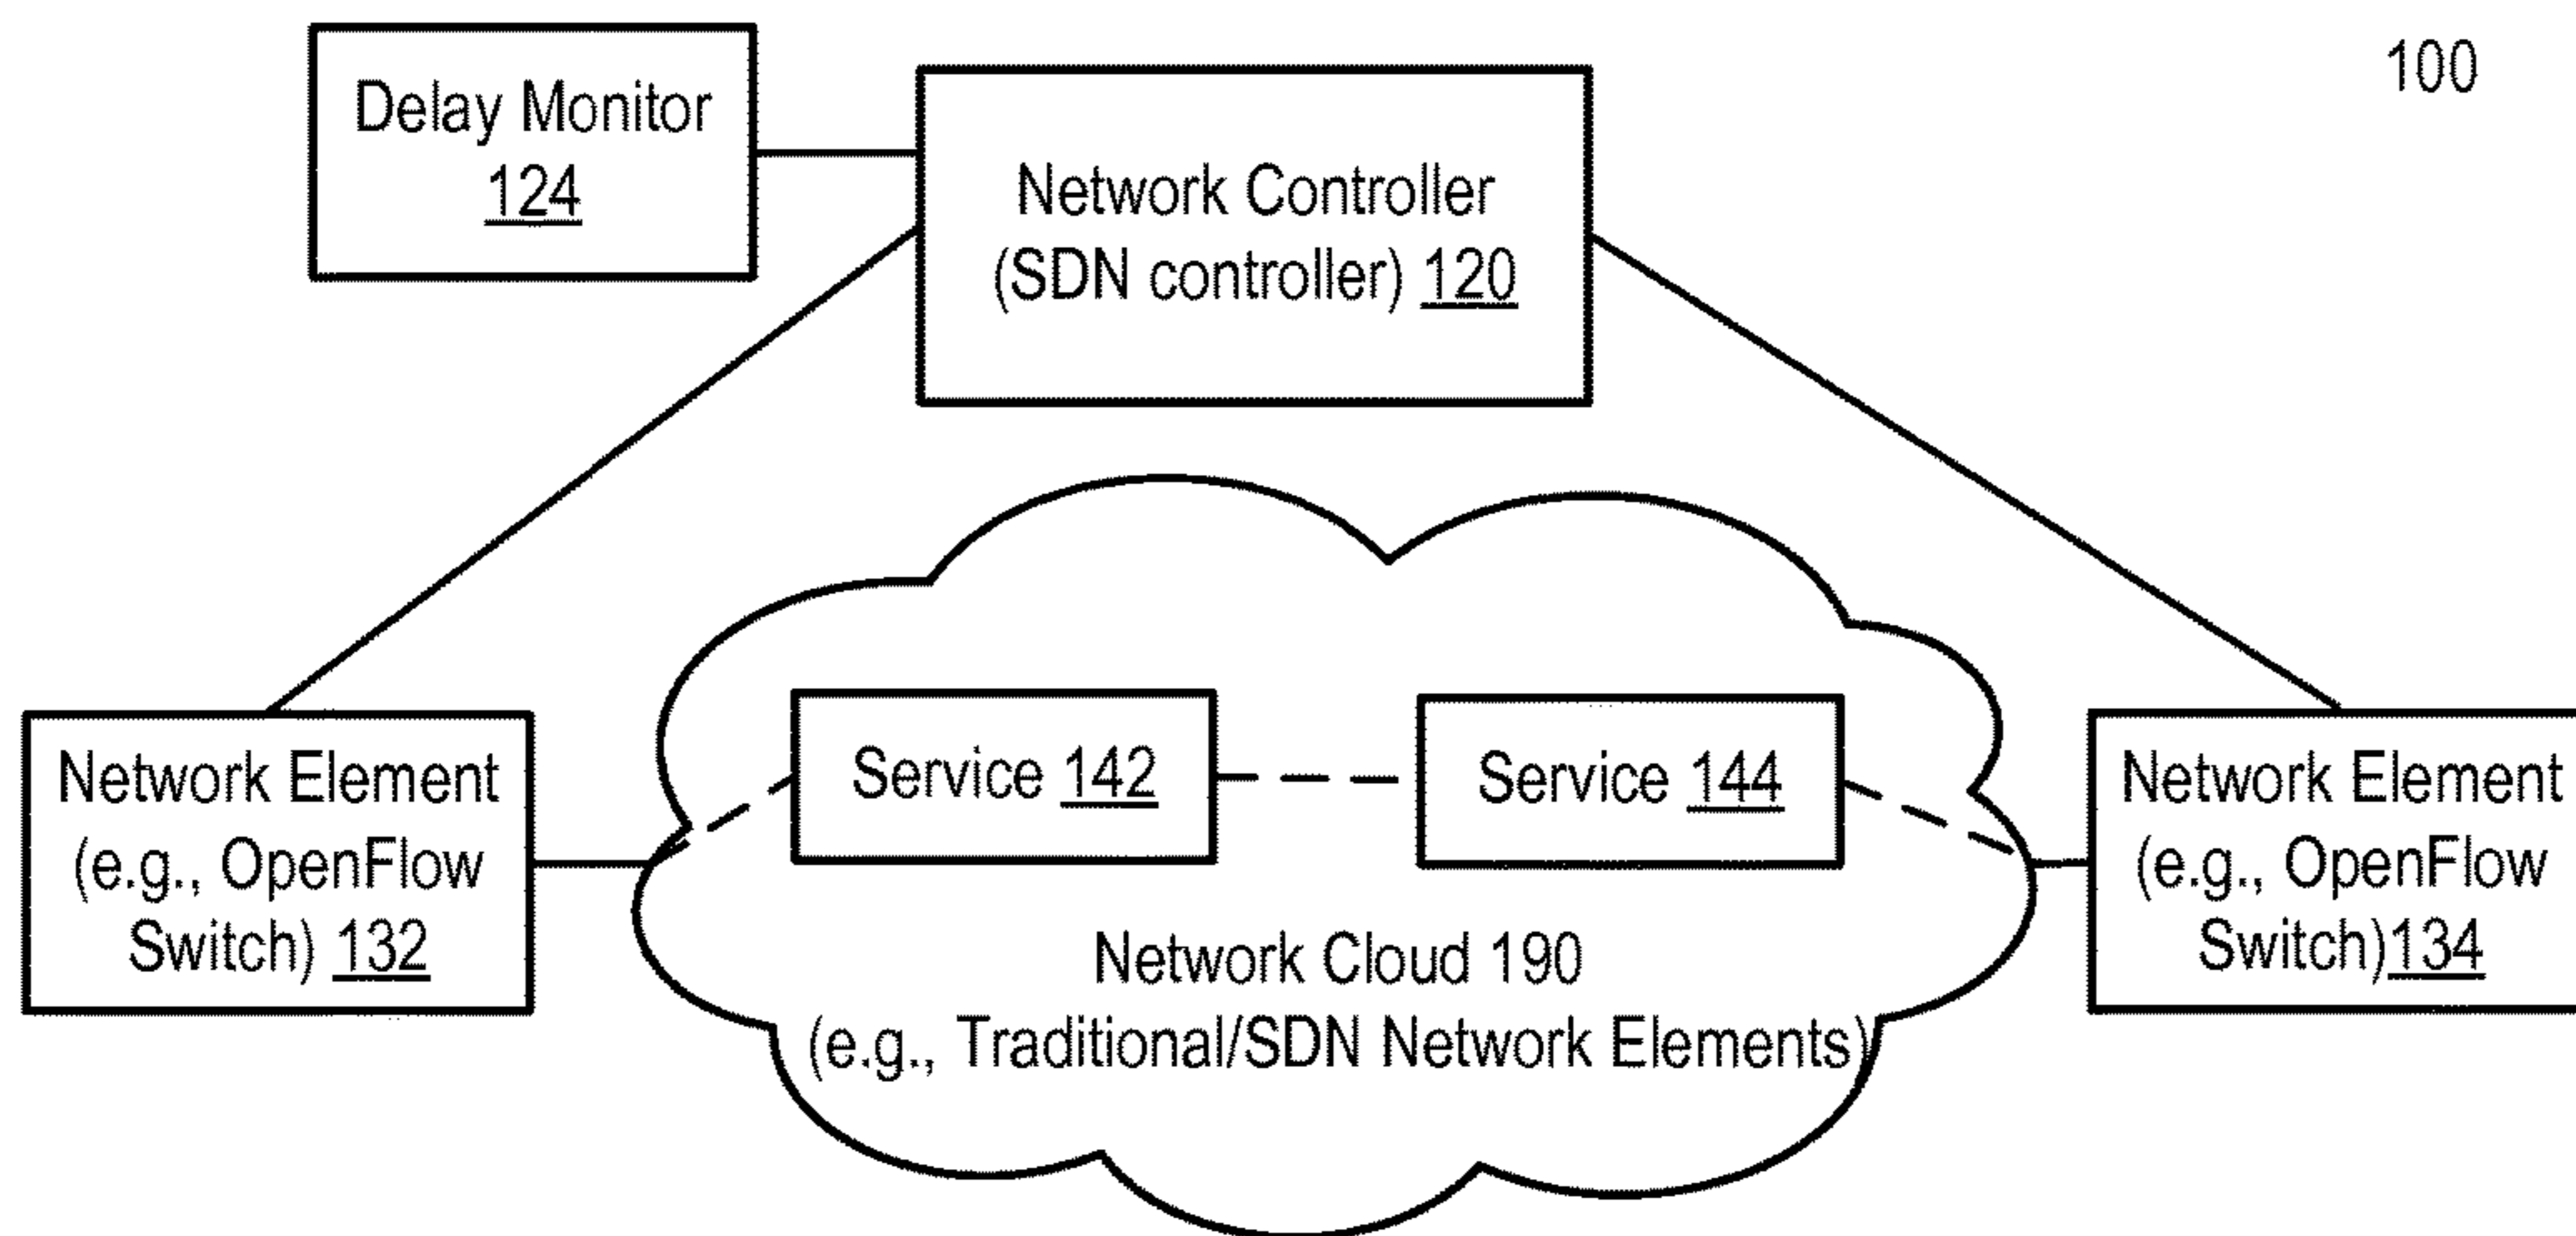 100
Delay Monitor
124
Network Controller
(SDN controller) 120
Network Element
(e.g., OpenFlow
Switch) 132
Service 142
Service 144
Network Element
(e.g., OpenFlow
Switch)134
Network Cloud 190
(e.g., Traditional/SDN Network Elements)